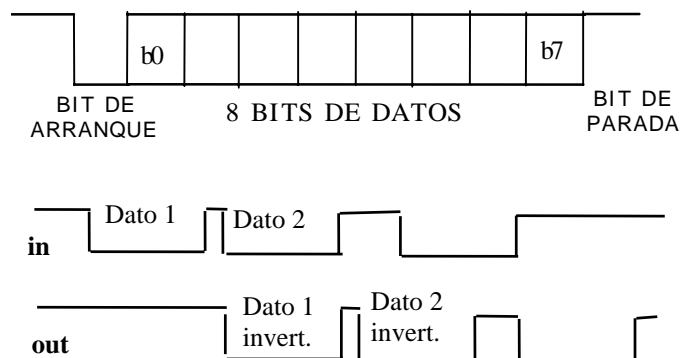 b0
b7
BIT DE
ARRANQUE
8 BITS DE DATOS
BIT DE
PARADA
Dato 1
Dato 2
in
Dato 1
invert.
Dato 2
invert.
out